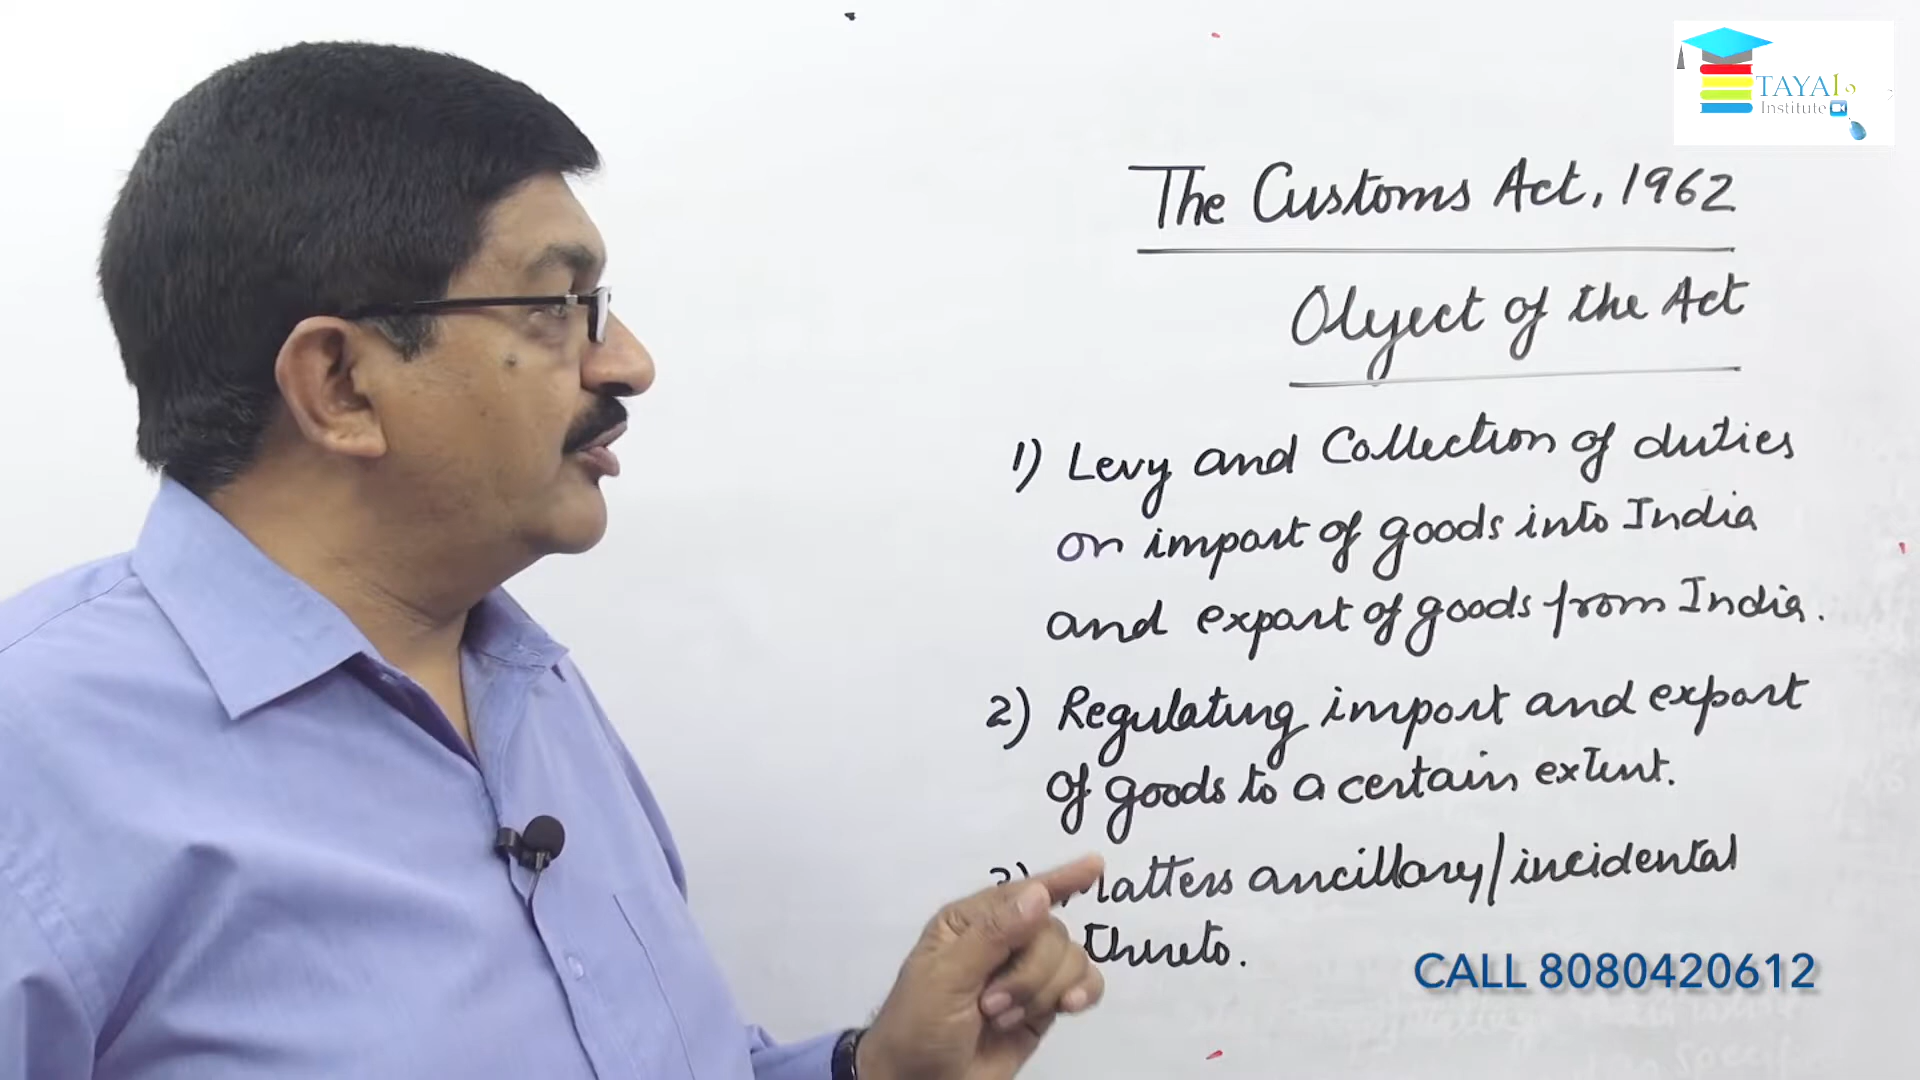 TAYAL
Institute
The Customs Act, 1962
Object of the Act
1) Levy and Collection of duties
on import of goods into India
and export of goods from India.
2) Regulating import and export
of goods to a certain extent.
3) Matters ancillary/incidental
thereto.
CALL 8080420612